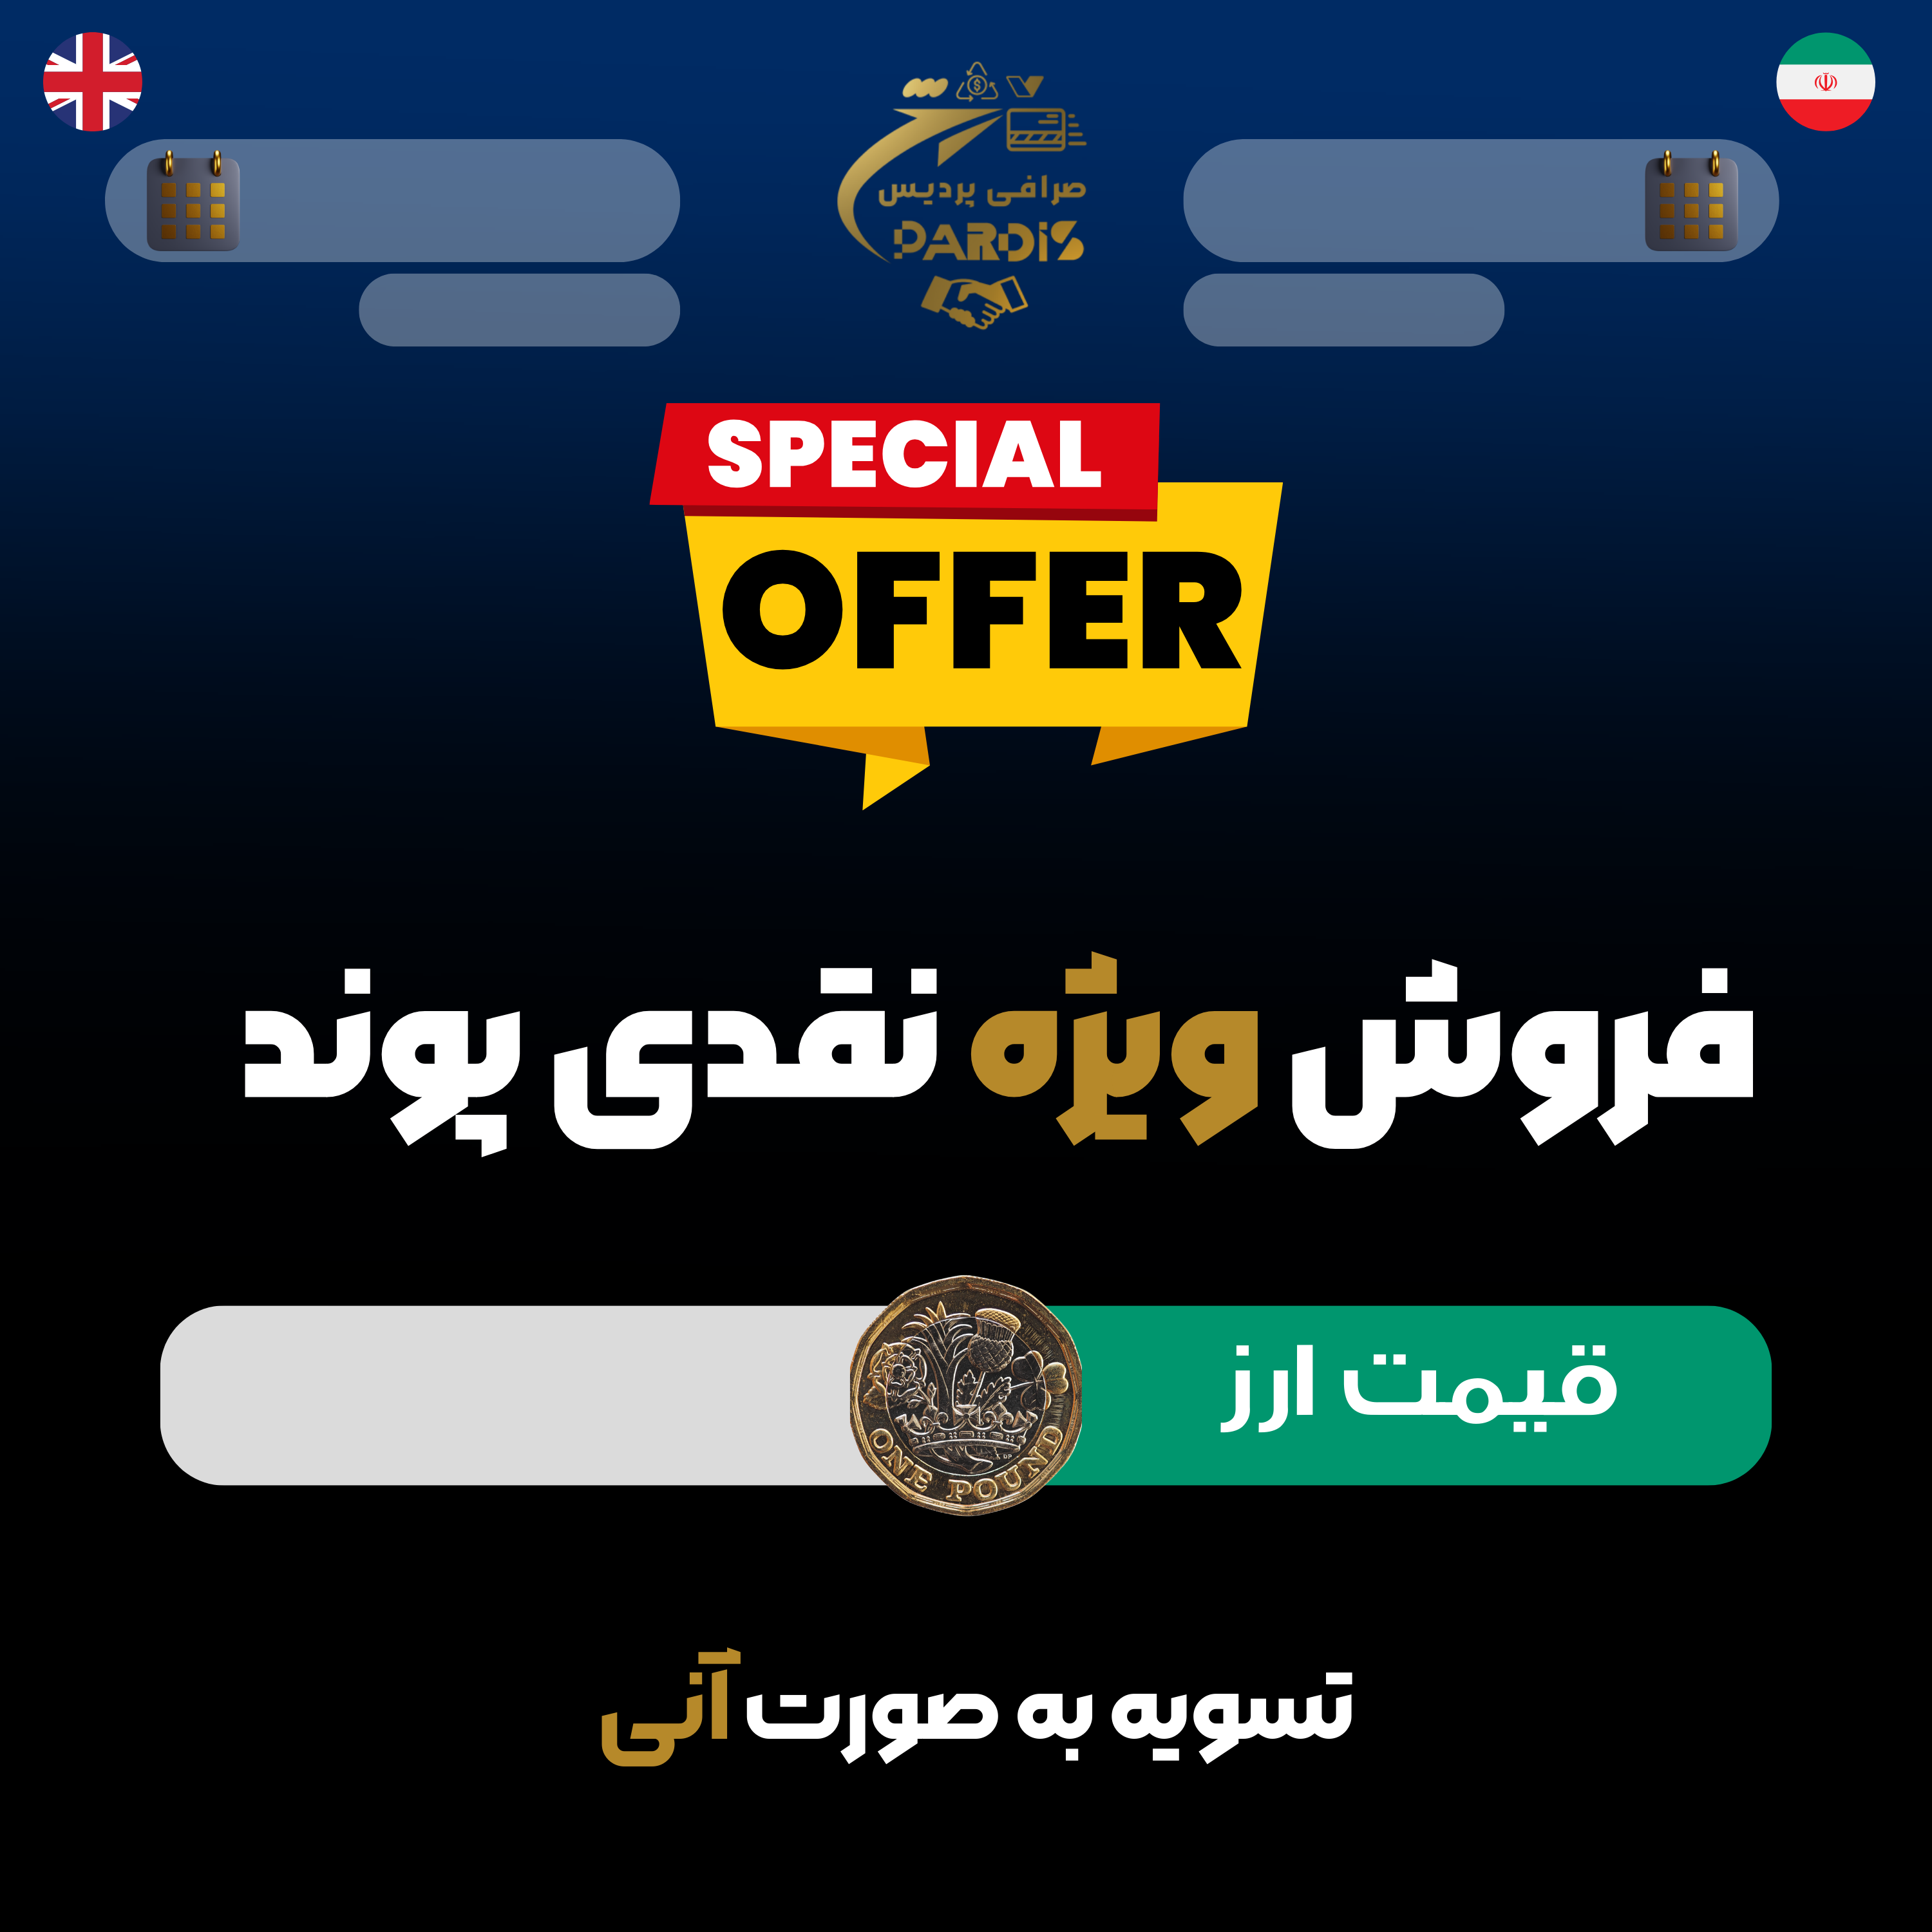 صرافی پردیس
PARDIS
SPECIAL
OFFER
فروش ویژه نقدی پوند
قیمت ارز
ONE POUND
تسویه به صورت آنی